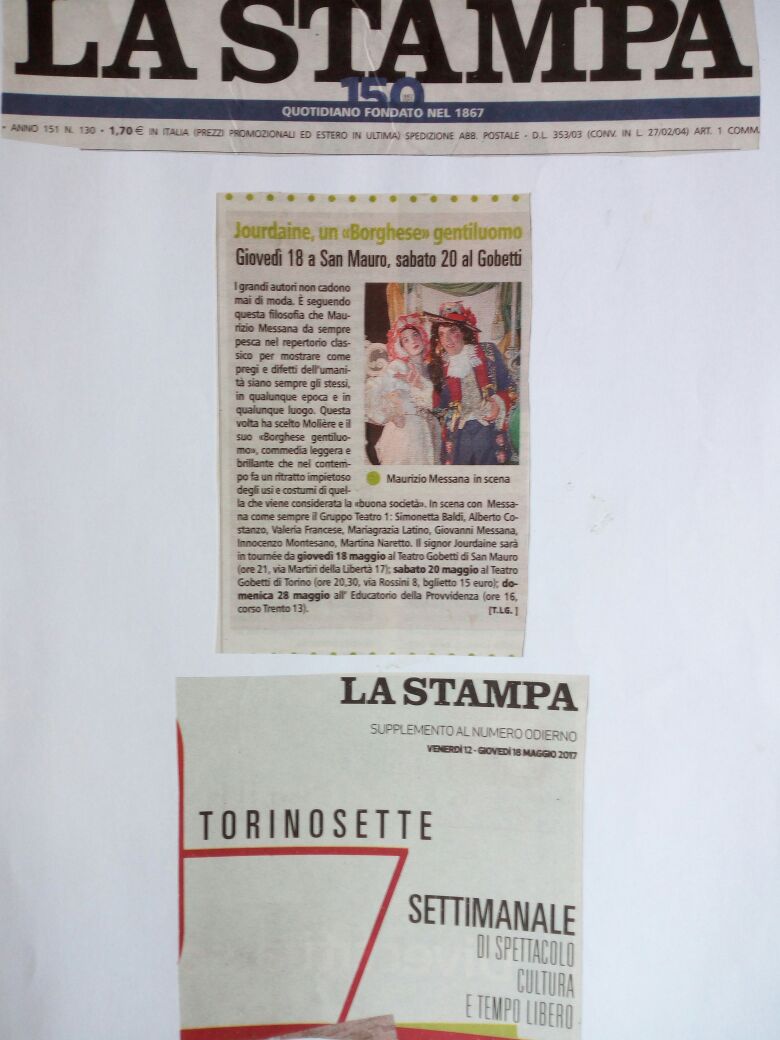 LA STAMPA
150
QUOTIDIANO FONDATO NEL 1867
• ANNO 151 N. 130 • 1,70 € IN ITALIA (PREZZI PROMOZIONALI ED ESTERO IN ULTIMA) SPEDIZIONE ABB. POSTALE • D.L. 353/03 (CONV. IN L. 27/02/04) ART. 1 COMM.
Jourdaine, un «Borghese» gentiluomo
Giovedì 18 a San Mauro, sabato 20 al Gobetti
I grandi autori non cadono
mai di moda. È seguendo
questa filosofia che Mau-
rizio Messana da sempre
pesca nel repertorio clas-
sico per mostrare come
pregi e difetti dell'umani-
tà siano sempre gli stessi,
in qualunque epoca e in
qualunque luogo. Questa
volta ha scelto Molière e il
suo «Borghese gentiluo-
mo», commedia leggera e
brillante che nel contem-
po fa un ritratto impietoso
degli usi e costumi di quel-
Maurizio Messana in scena
la che viene considerata la «buona società». In scena con Messa-
na come sempre il Gruppo Teatro 1: Simonetta Baldi, Alberto Co-
stanzo, Valeria Francese, Mariagrazia Latino, Giovanni Messana,
Innocenzo Montesano, Martina Naretto. Il signor Jourdaine sarà
in tournée da giovedì 18 maggio al Teatro Gobetti di San Mauro
(ore 21, via Martiri della Libertà 17); sabato 20 maggio al Teatro
Gobetti di Torino (ore 20,30, via Rossini 8, bglietto 15 euro); do-
menica 28 maggio all' Educatorio della Provvidenza (ore 16,
corso Trento 13). [T.I.G. ]
LA STAMPA
SUPPLEMENTO AL NUMERO ODIERNO
VENERDÌ 12 - GIOVEDÌ 18 MAGGIO 2017
TORINOSETTE
7
SETTIMANALE
DI SPETTACOLO
CULTURA
E TEMPO LIBERO